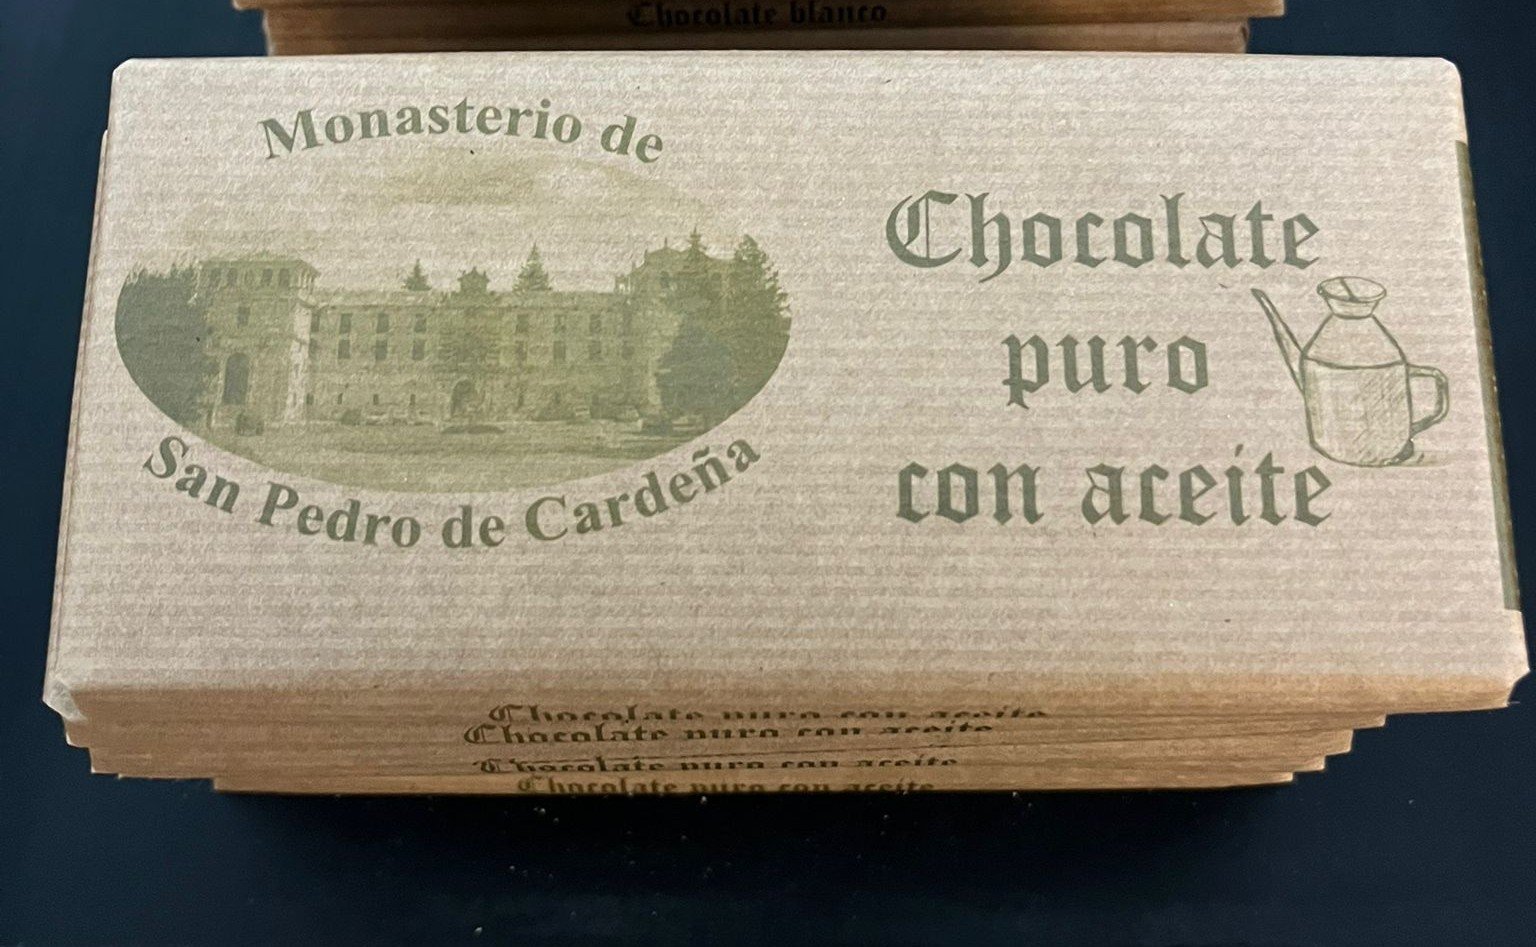 Chocolate blanco
Monasterio de
San Pedro de Cardeña
Chocolate
puro
con aceite
Chocolate puro con aceite
Chocolate puro con aceite
Chocolate puro con aceite
Chocolate puro con aceite